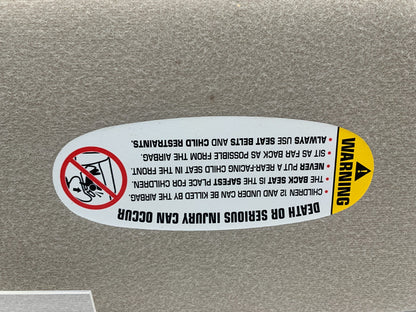 WARNING
DEATH OR SERIOUS INJURY CAN OCCUR
• CHILDREN 12 AND UNDER CAN BE KILLED BY THE AIRBAG.
• THE BACK SEAT IS THE SAFEST PLACE FOR CHILDREN.
• NEVER PUT A REAR-FACING CHILD SEAT IN THE FRONT.
• SIT AS FAR BACK AS POSSIBLE FROM THE AIRBAG.
• ALWAYS USE SEAT BELTS AND CHILD RESTRAINTS.